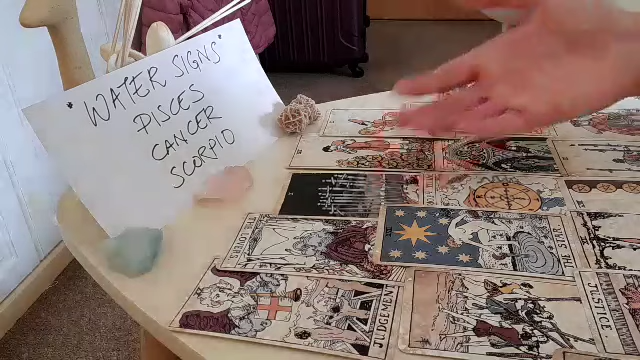 "WATER SIGNS"
PISCES
CANCER
SCORPIO
THE STAR.
JUDGEMENT.
JUSTICE